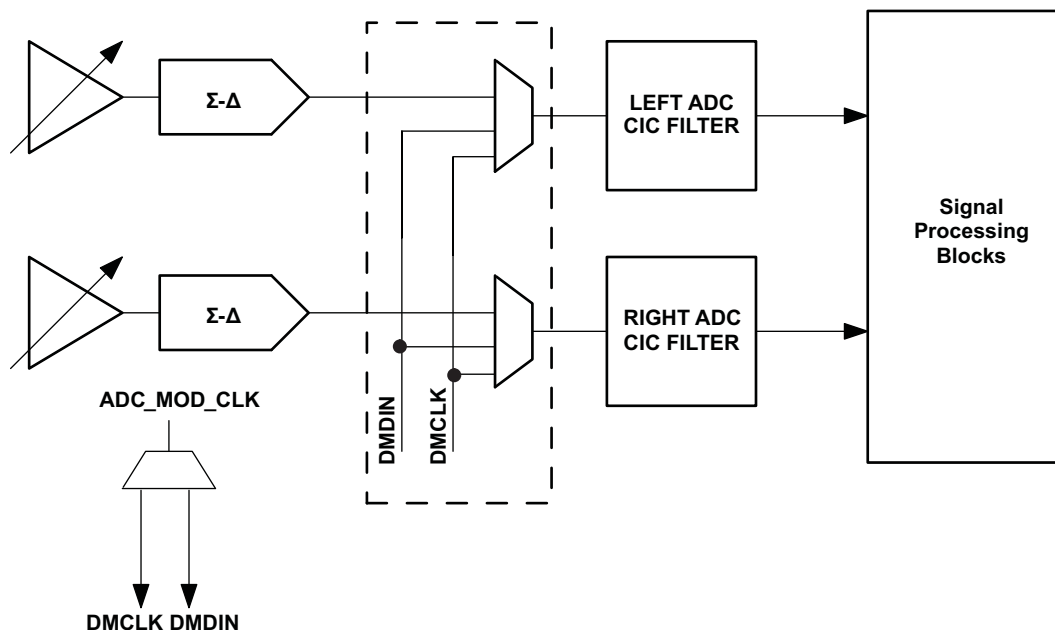 Σ-Δ
LEFT ADC
CIC FILTER
Signal
Processing
Blocks
Σ-Δ
RIGHT ADC
CIC FILTER
ADC_MOD_CLK
DMDIN
DMCLK
DMCLK DMDIN